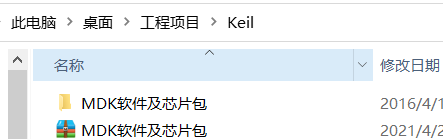 此电脑 > 桌面 > 工程项目 > Keil
名称 修改日期
MDK软件及芯片包 2016/4/1
MDK软件及芯片包 2021/4/2